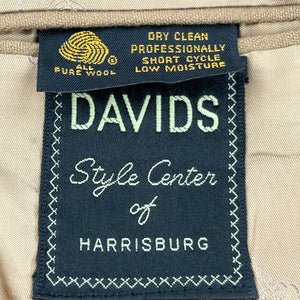 ALL
PURE WOOL
DRY CLEAN
PROFESSIONALLY
SHORT CYCLE
LOW MOISTURE
DAVIDS
Style Center
of
HARRISBURG